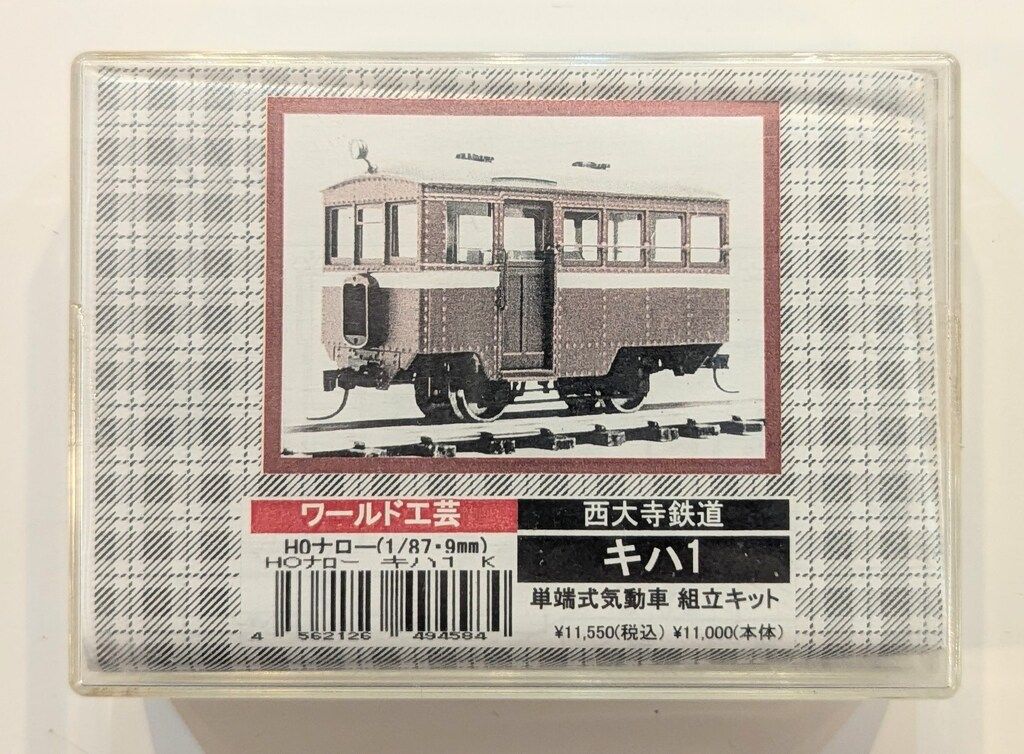 ワールド工芸
西大寺鉄道
HOナロー(1/87・9mm)
キハ1
HOナロー キハ1 K
単端式気動車 組立キット
4 562126 494584
¥11,550(税込) ¥11,000(本体)